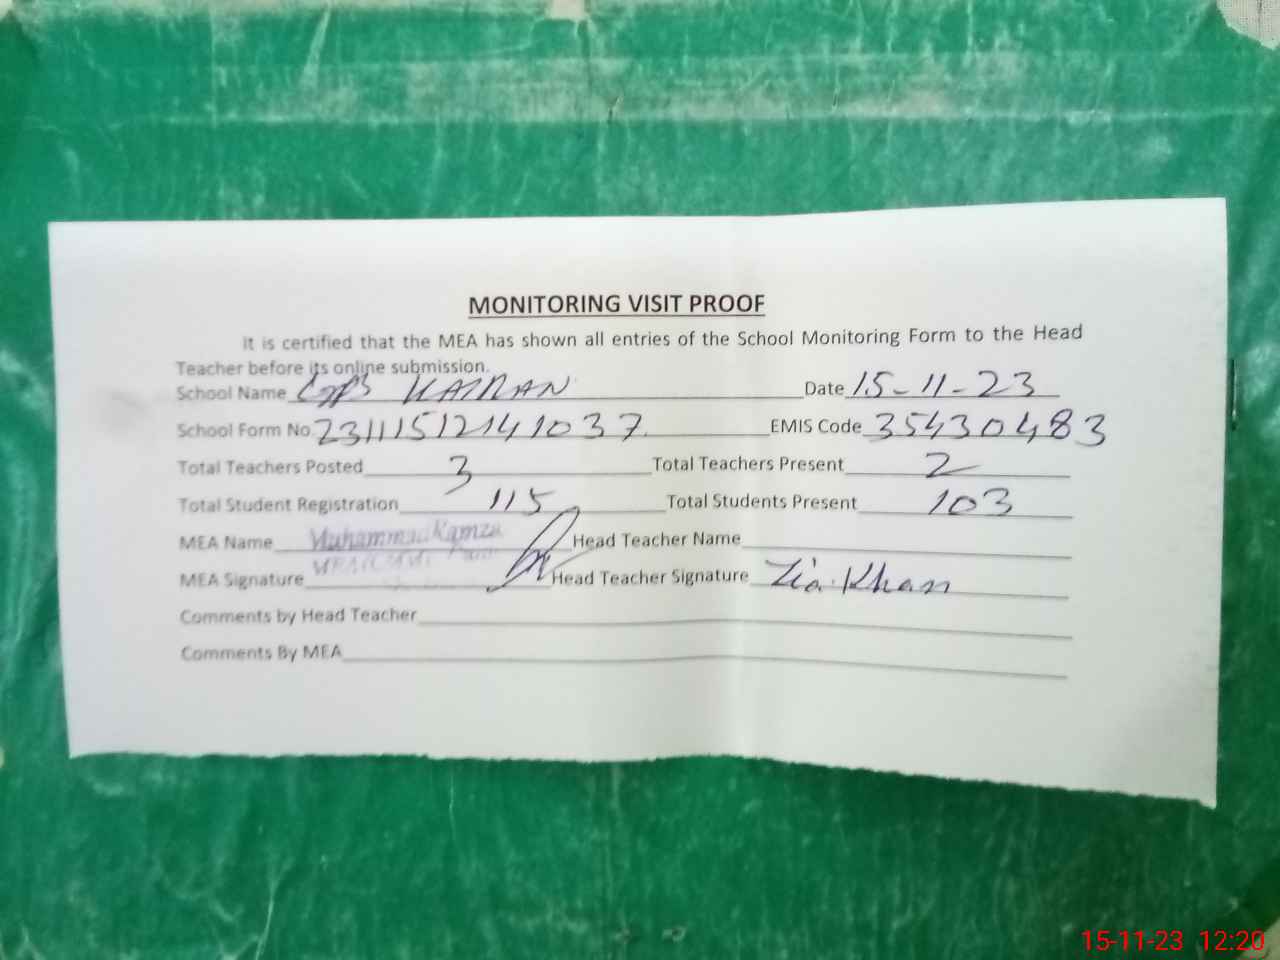 MONITORING VISIT PROOF
It is certified that the MEA has shown all entries of the School Monitoring Form to the Head
Teacher before its online submission.
School Name GPS Date 15-11-23
School Form No. 23111512141037 EMIS Code 35430483
Total Teachers Posted 3 Total Teachers Present 2
Total Student Registration 115 Total Students Present 103
MEA Name Muhammad Head Teacher Name
MEA Signature Head Teacher Signature Zia Khan
Comments by Head Teacher
Comments By MEA
15-11-23 12:20